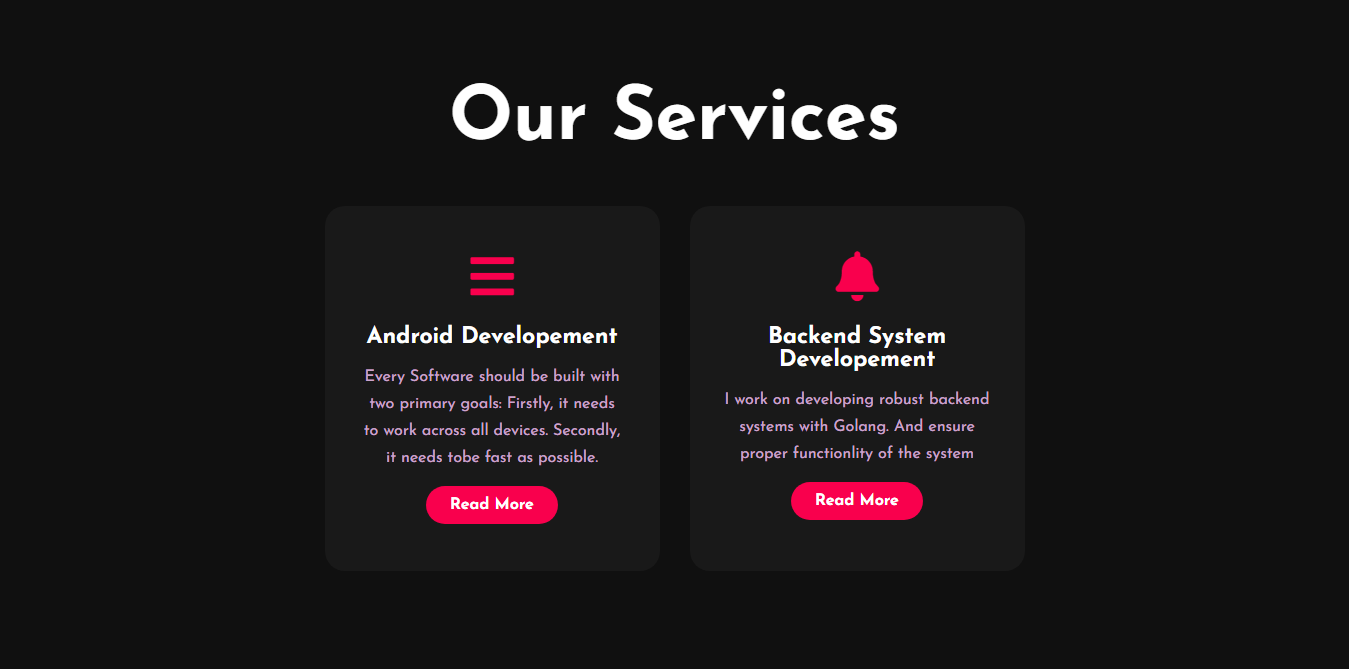 Our Services
Android Developement
Every Software should be built with
two primary goals: Firstly, it needs
to work across all devices. Secondly,
it needs tobe fast as possible.
Read More
Backend System
Developement
I work on developing robust backend
systems with Golang. And ensure
proper functionlity of the system
Read More